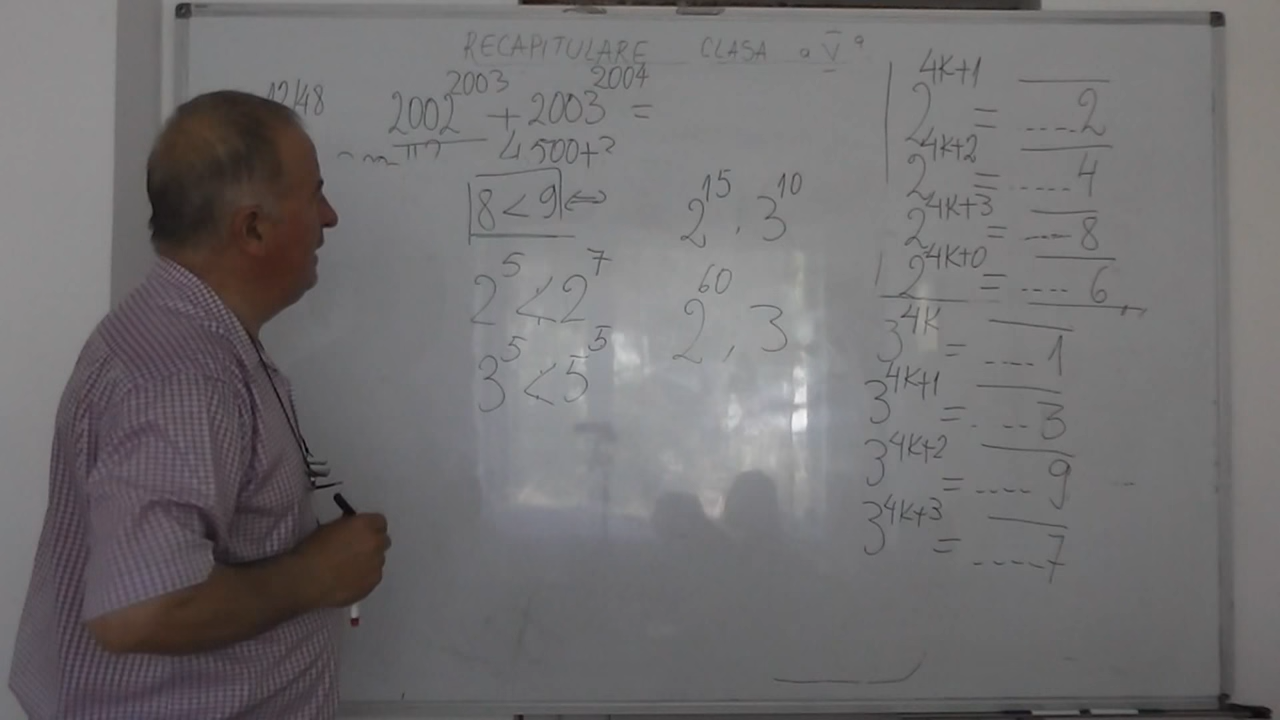 RECAPITULARE CLASA a V a
12/48
2002^2003 + 2003^2004 =
4·500+?
8 < 9 ⇔
2^15 , 3^10
2^5 < 2^7
2^60 , 3
3^5 < 5^5
2^(4K+1) = ....2
2^(4K+2) = .....4
2^(4K+3) = ....8
2^(4K+0) = .... 6
3^(4K) = ....1
3^(4K+1) = ....3
3^(4K+2) = ....9
3^(4K+3) = .....7